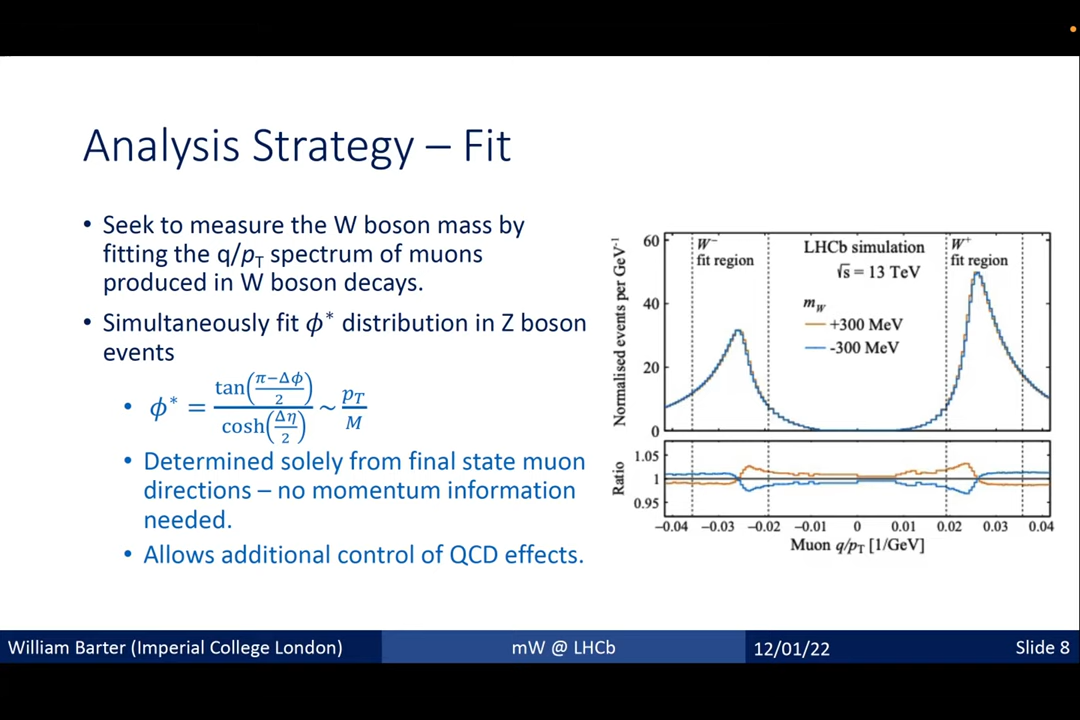 Analysis Strategy – Fit
• Seek to measure the W boson mass by
fitting the q/pT spectrum of muons
produced in W boson decays.
• Simultaneously fit ϕ* distribution in Z boson
events
• ϕ* = tan((π−Δϕ)/2) / cosh(Δη/2) ~ pT/M
• Determined solely from final state muon
directions – no momentum information
needed.
• Allows additional control of QCD effects.
Normalised events per GeV⁻¹
60
40
20
0
W⁻
fit region
LHCb simulation
√s = 13 TeV
mW
+300 MeV
-300 MeV
W⁺
fit region
Ratio
1.05
1
0.95
−0.04 −0.03 −0.02 −0.01 0 0.01 0.02 0.03 0.04
Muon q/pT [1/GeV]
William Barter (Imperial College London)
mW @ LHCb
12/01/22
Slide 8